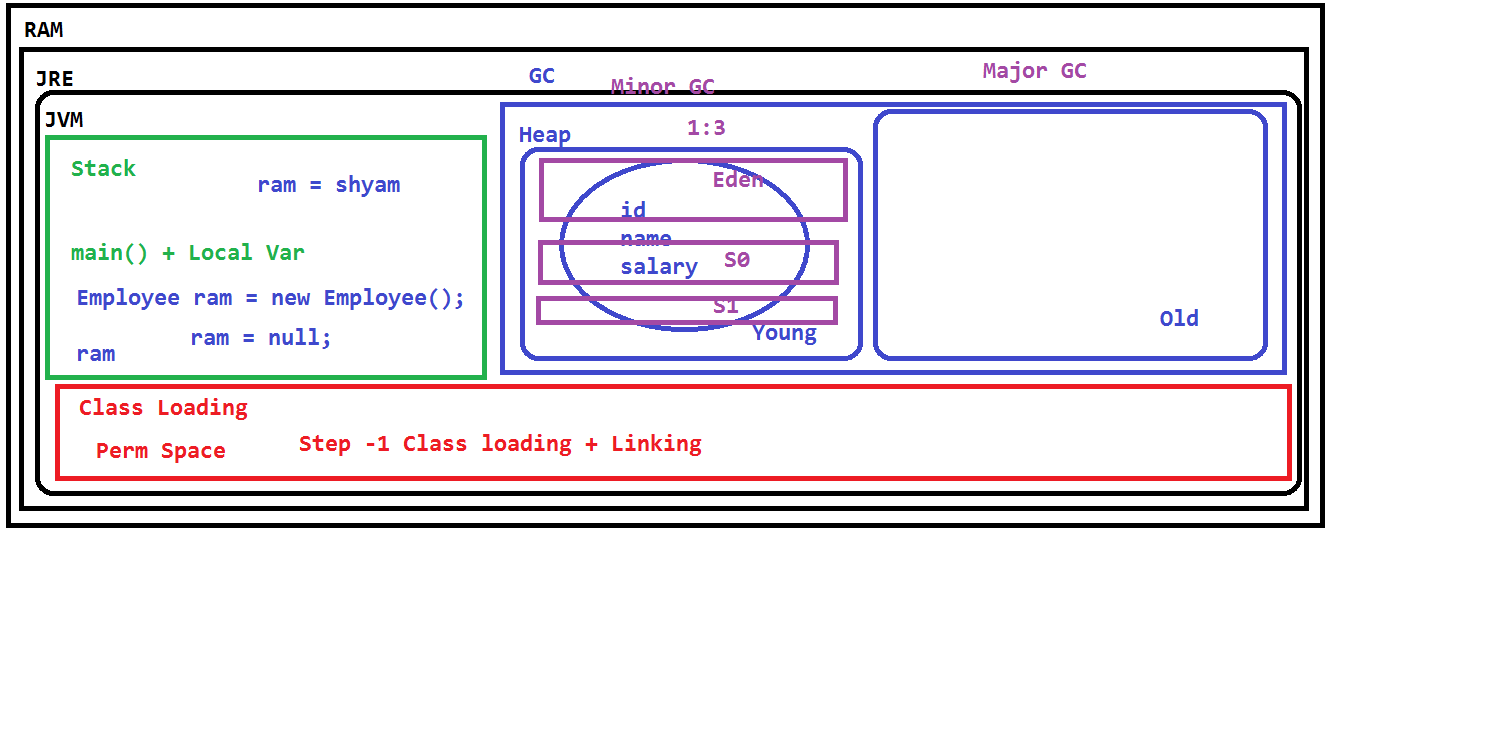 RAM
JRE
GC
Minor GC
Major GC
JVM
Heap
1:3
Stack
ram = shyam
Eden
id
name
main() + Local Var
salary
S0
Employee ram = new Employee();
S1
ram = null;
Young
Old
ram
Class Loading
Perm Space
Step -1 Class loading + Linking